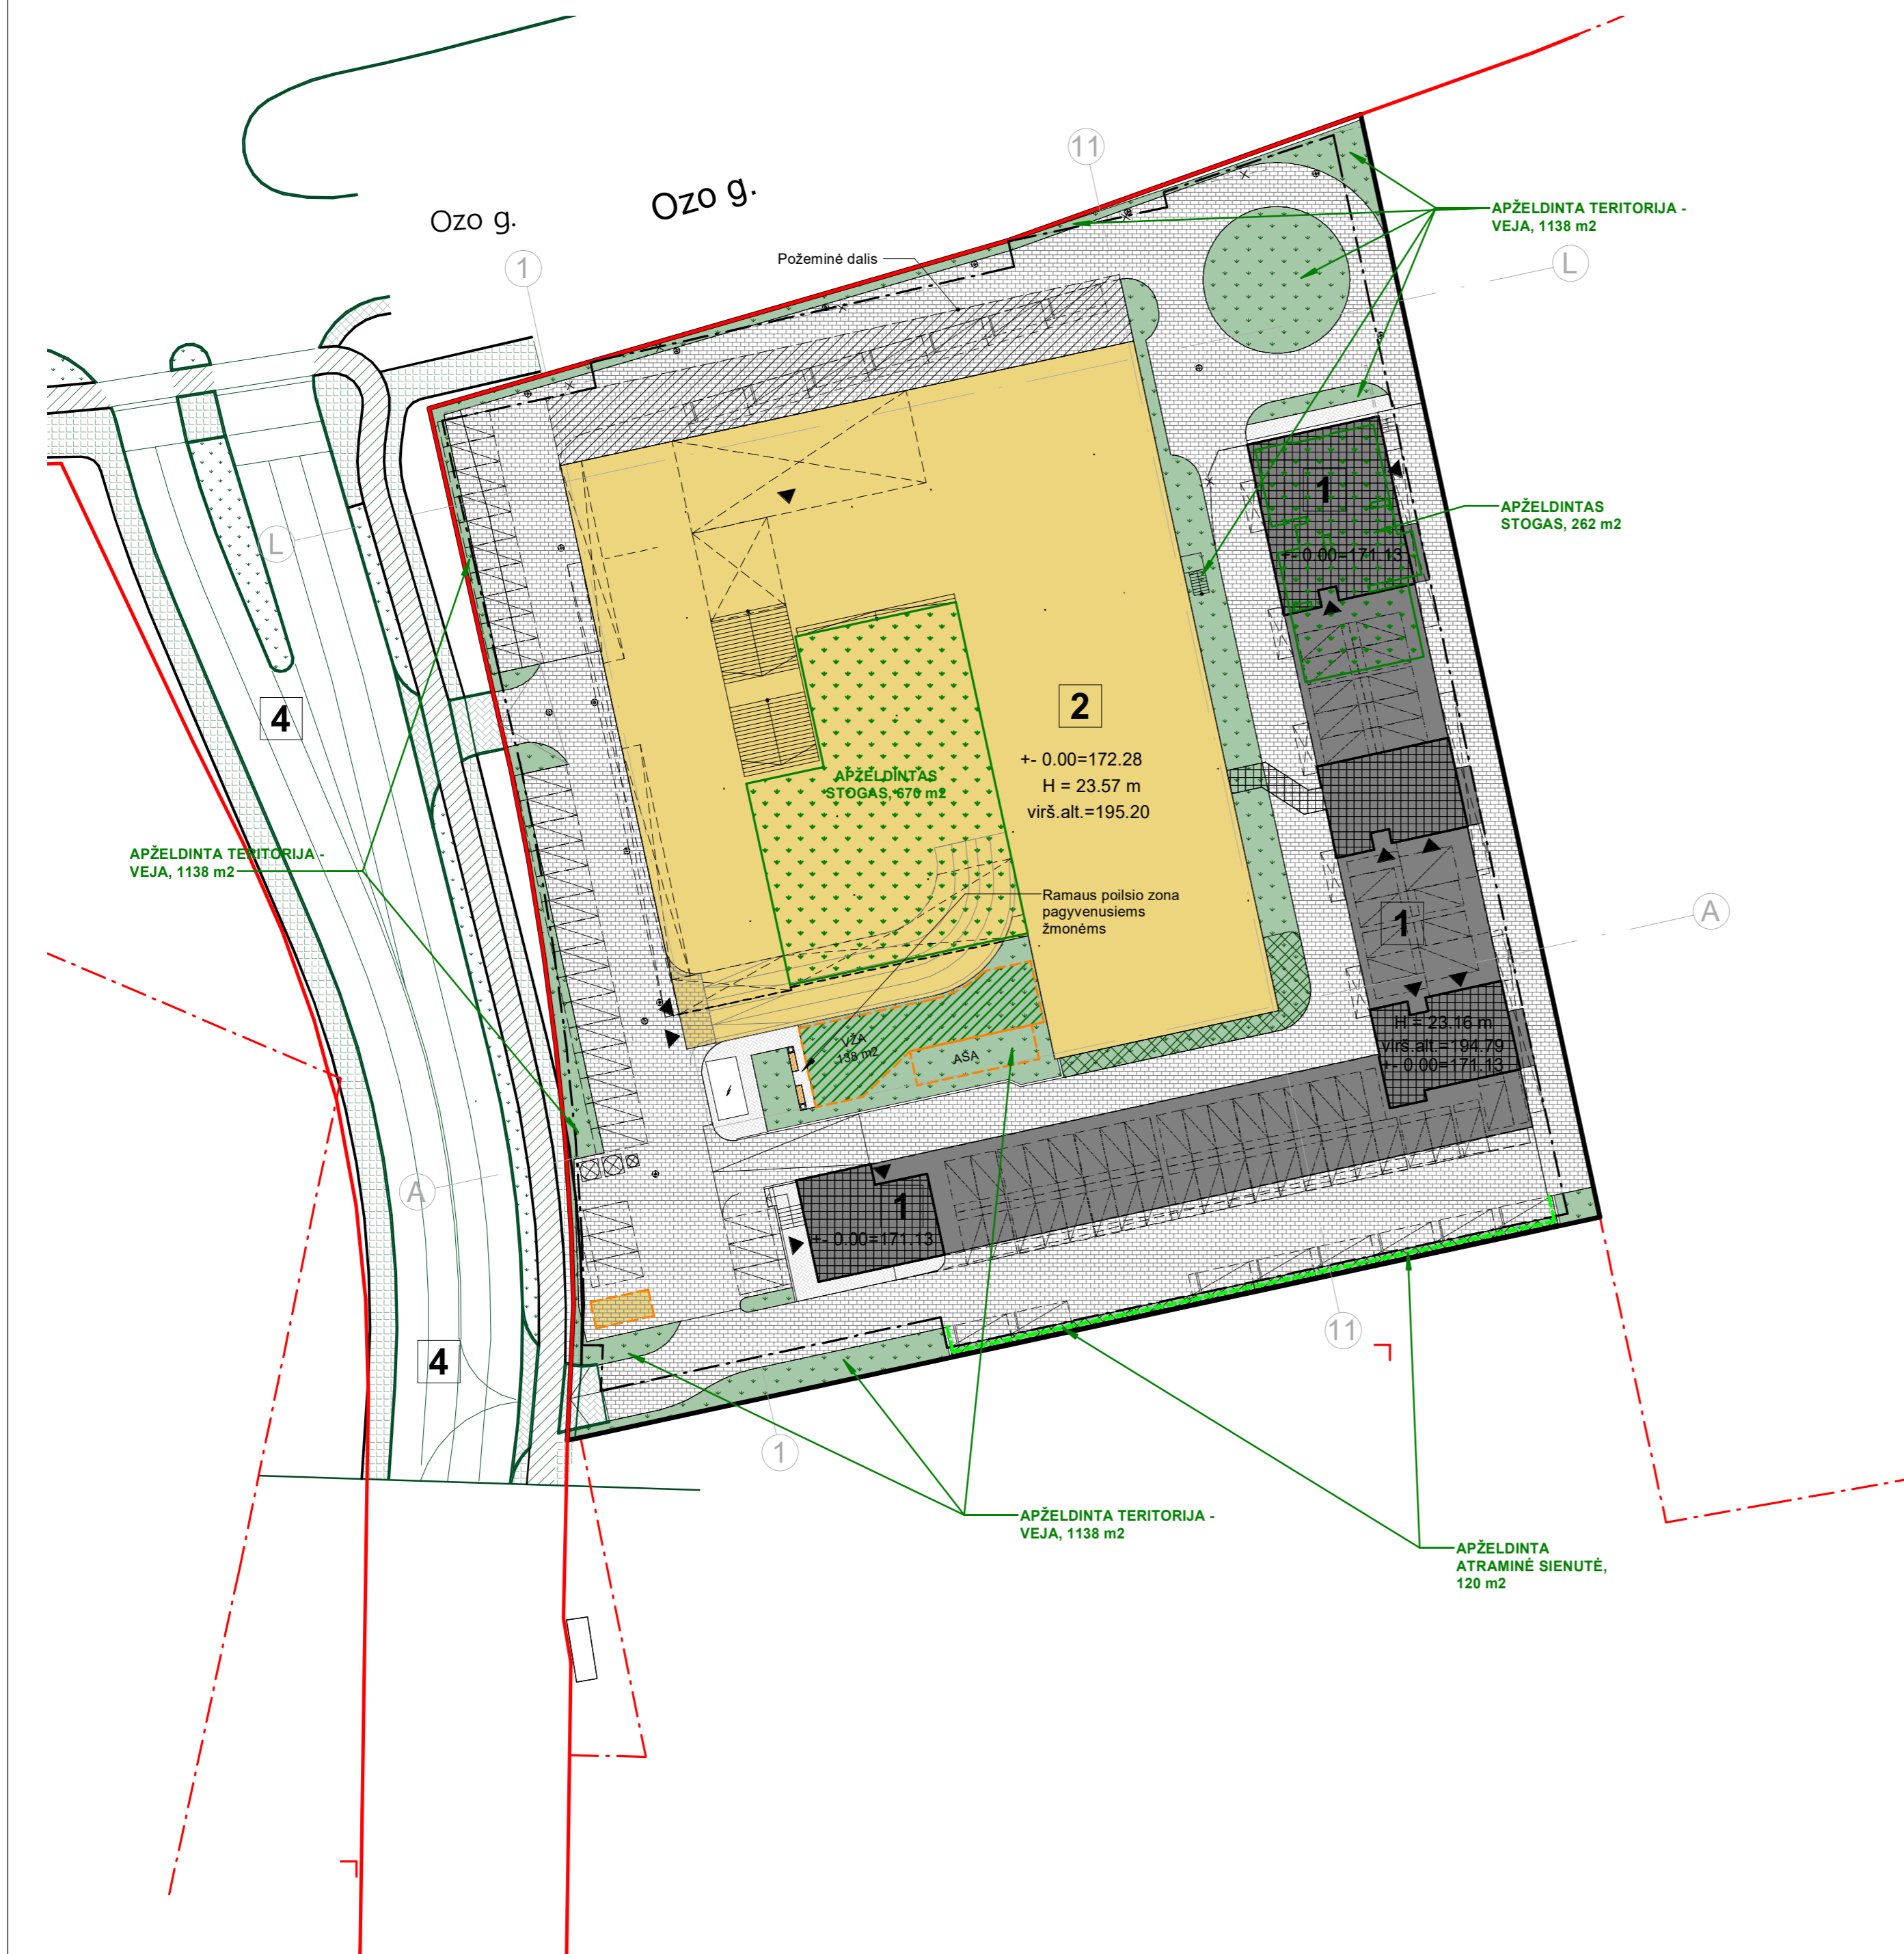 Ozo g.
Ozo g.
11
APŽELDINTA TERITORIJA -
VEJA, 1138 m2
L
1
Požeminė dalis
1
APŽELDINTAS
STOGAS, 262 m2
+- 0.00=171.13
L
4
2
+- 0.00=172.28
H = 23.57 m
virš.alt.=195.20
APŽELDINTAS
STOGAS, 670 m2
APŽELDINTA TERITORIJA -
VEJA, 1138 m2
Ramaus poilsio zona
pagyvenusiems
žmonėms
1
A
H = 23.16 m
virš.alt.=194.79
+- 0.00=171.13
VŽA
138 m2
AŠA
A
1
+- 0.00=171.13
4
11
1
APŽELDINTA TERITORIJA -
VEJA, 1138 m2
APŽELDINTA
ATRAMINĖ SIENUTĖ,
120 m2